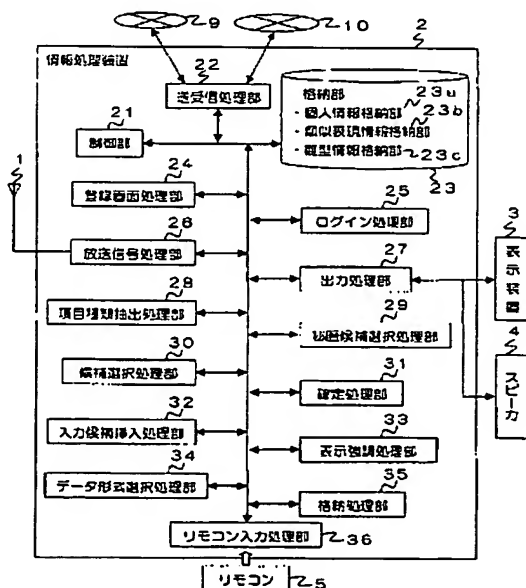 9
10
2
情報処理装置
22
送受信処理部
格納部 23a
・個人情報格納部 23b
・類似表現情報格納部
・雛型情報格納部 23c
23
21
制御部
1
24
登録画面処理部
25
ログイン処理部
26
放送信号処理部
27
出力処理部
3
表示装置
4
スピーカ
28
項目種類抽出処理部
29
候補選択処理部
30
候補選択処理部
31
確定処理部
32
入力候補挿入処理部
33
表示強調処理部
34
データ形式選択処理部
35
格納処理部
リモコン入力処理部
36
リモコン
5